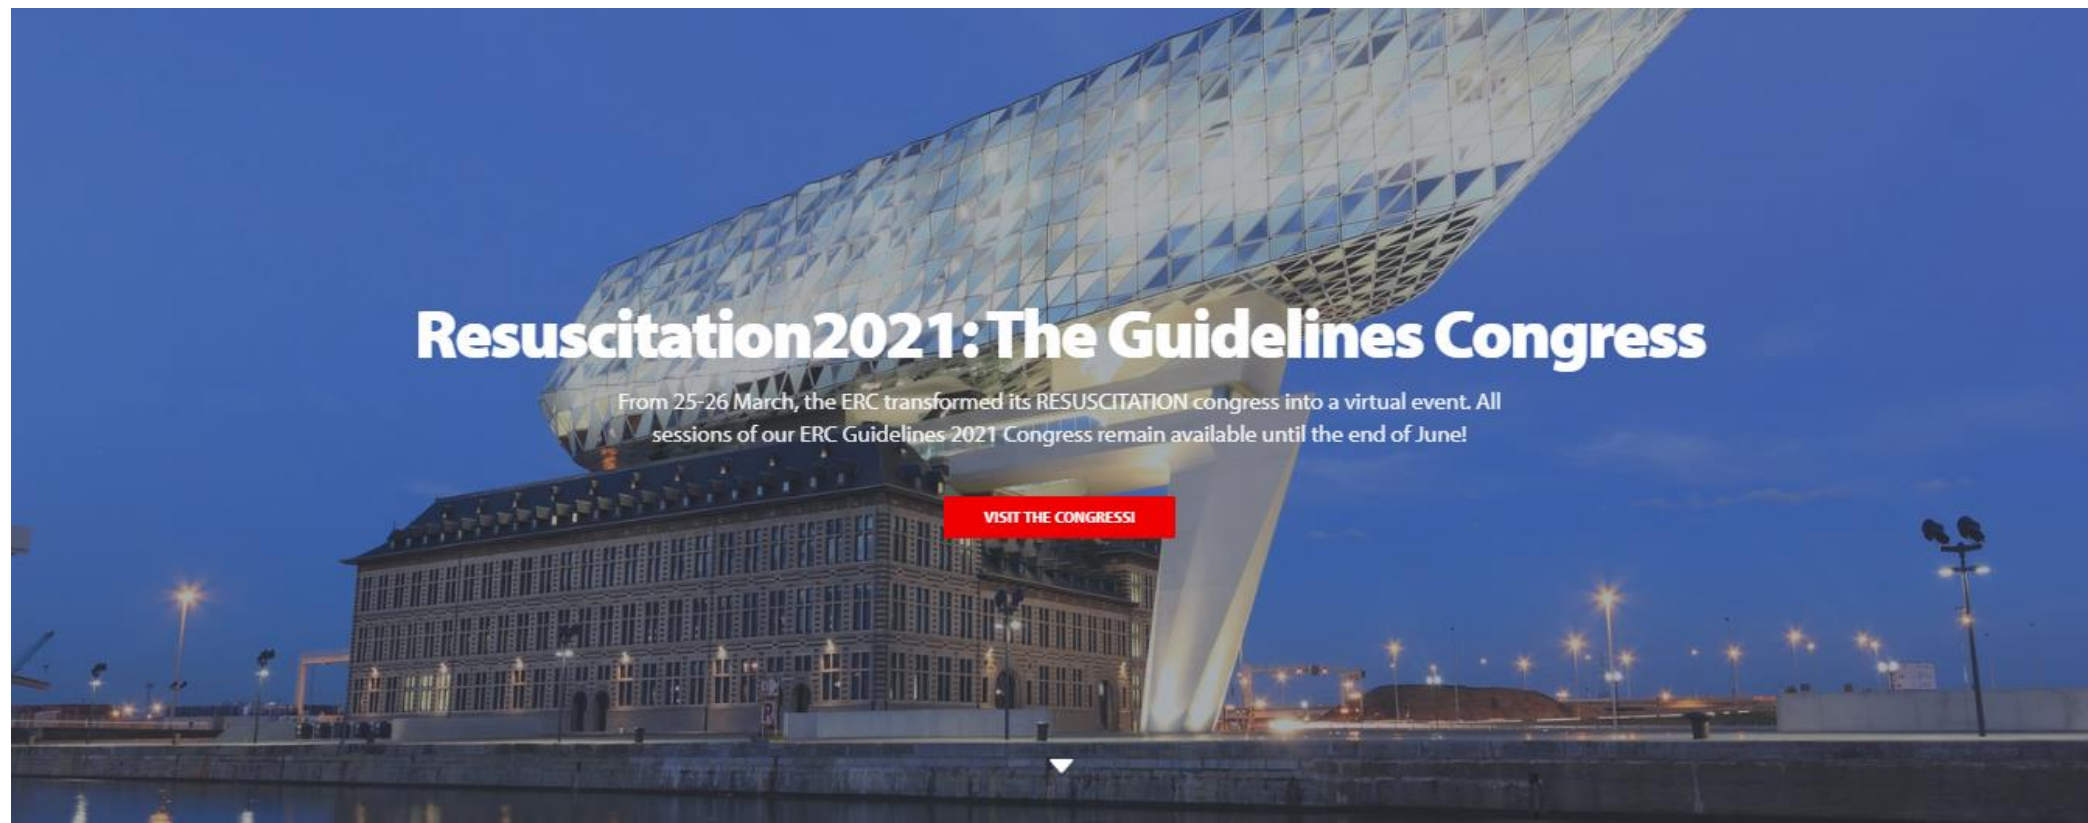 Resuscitation2021: The Guidelines Congress
From 25-26 March, the ERC transformed its RESUSCITATION congress into a virtual event. All
sessions of our ERC Guidelines 2021 Congress remain available until the end of June!
VISIT THE CONGRESS!